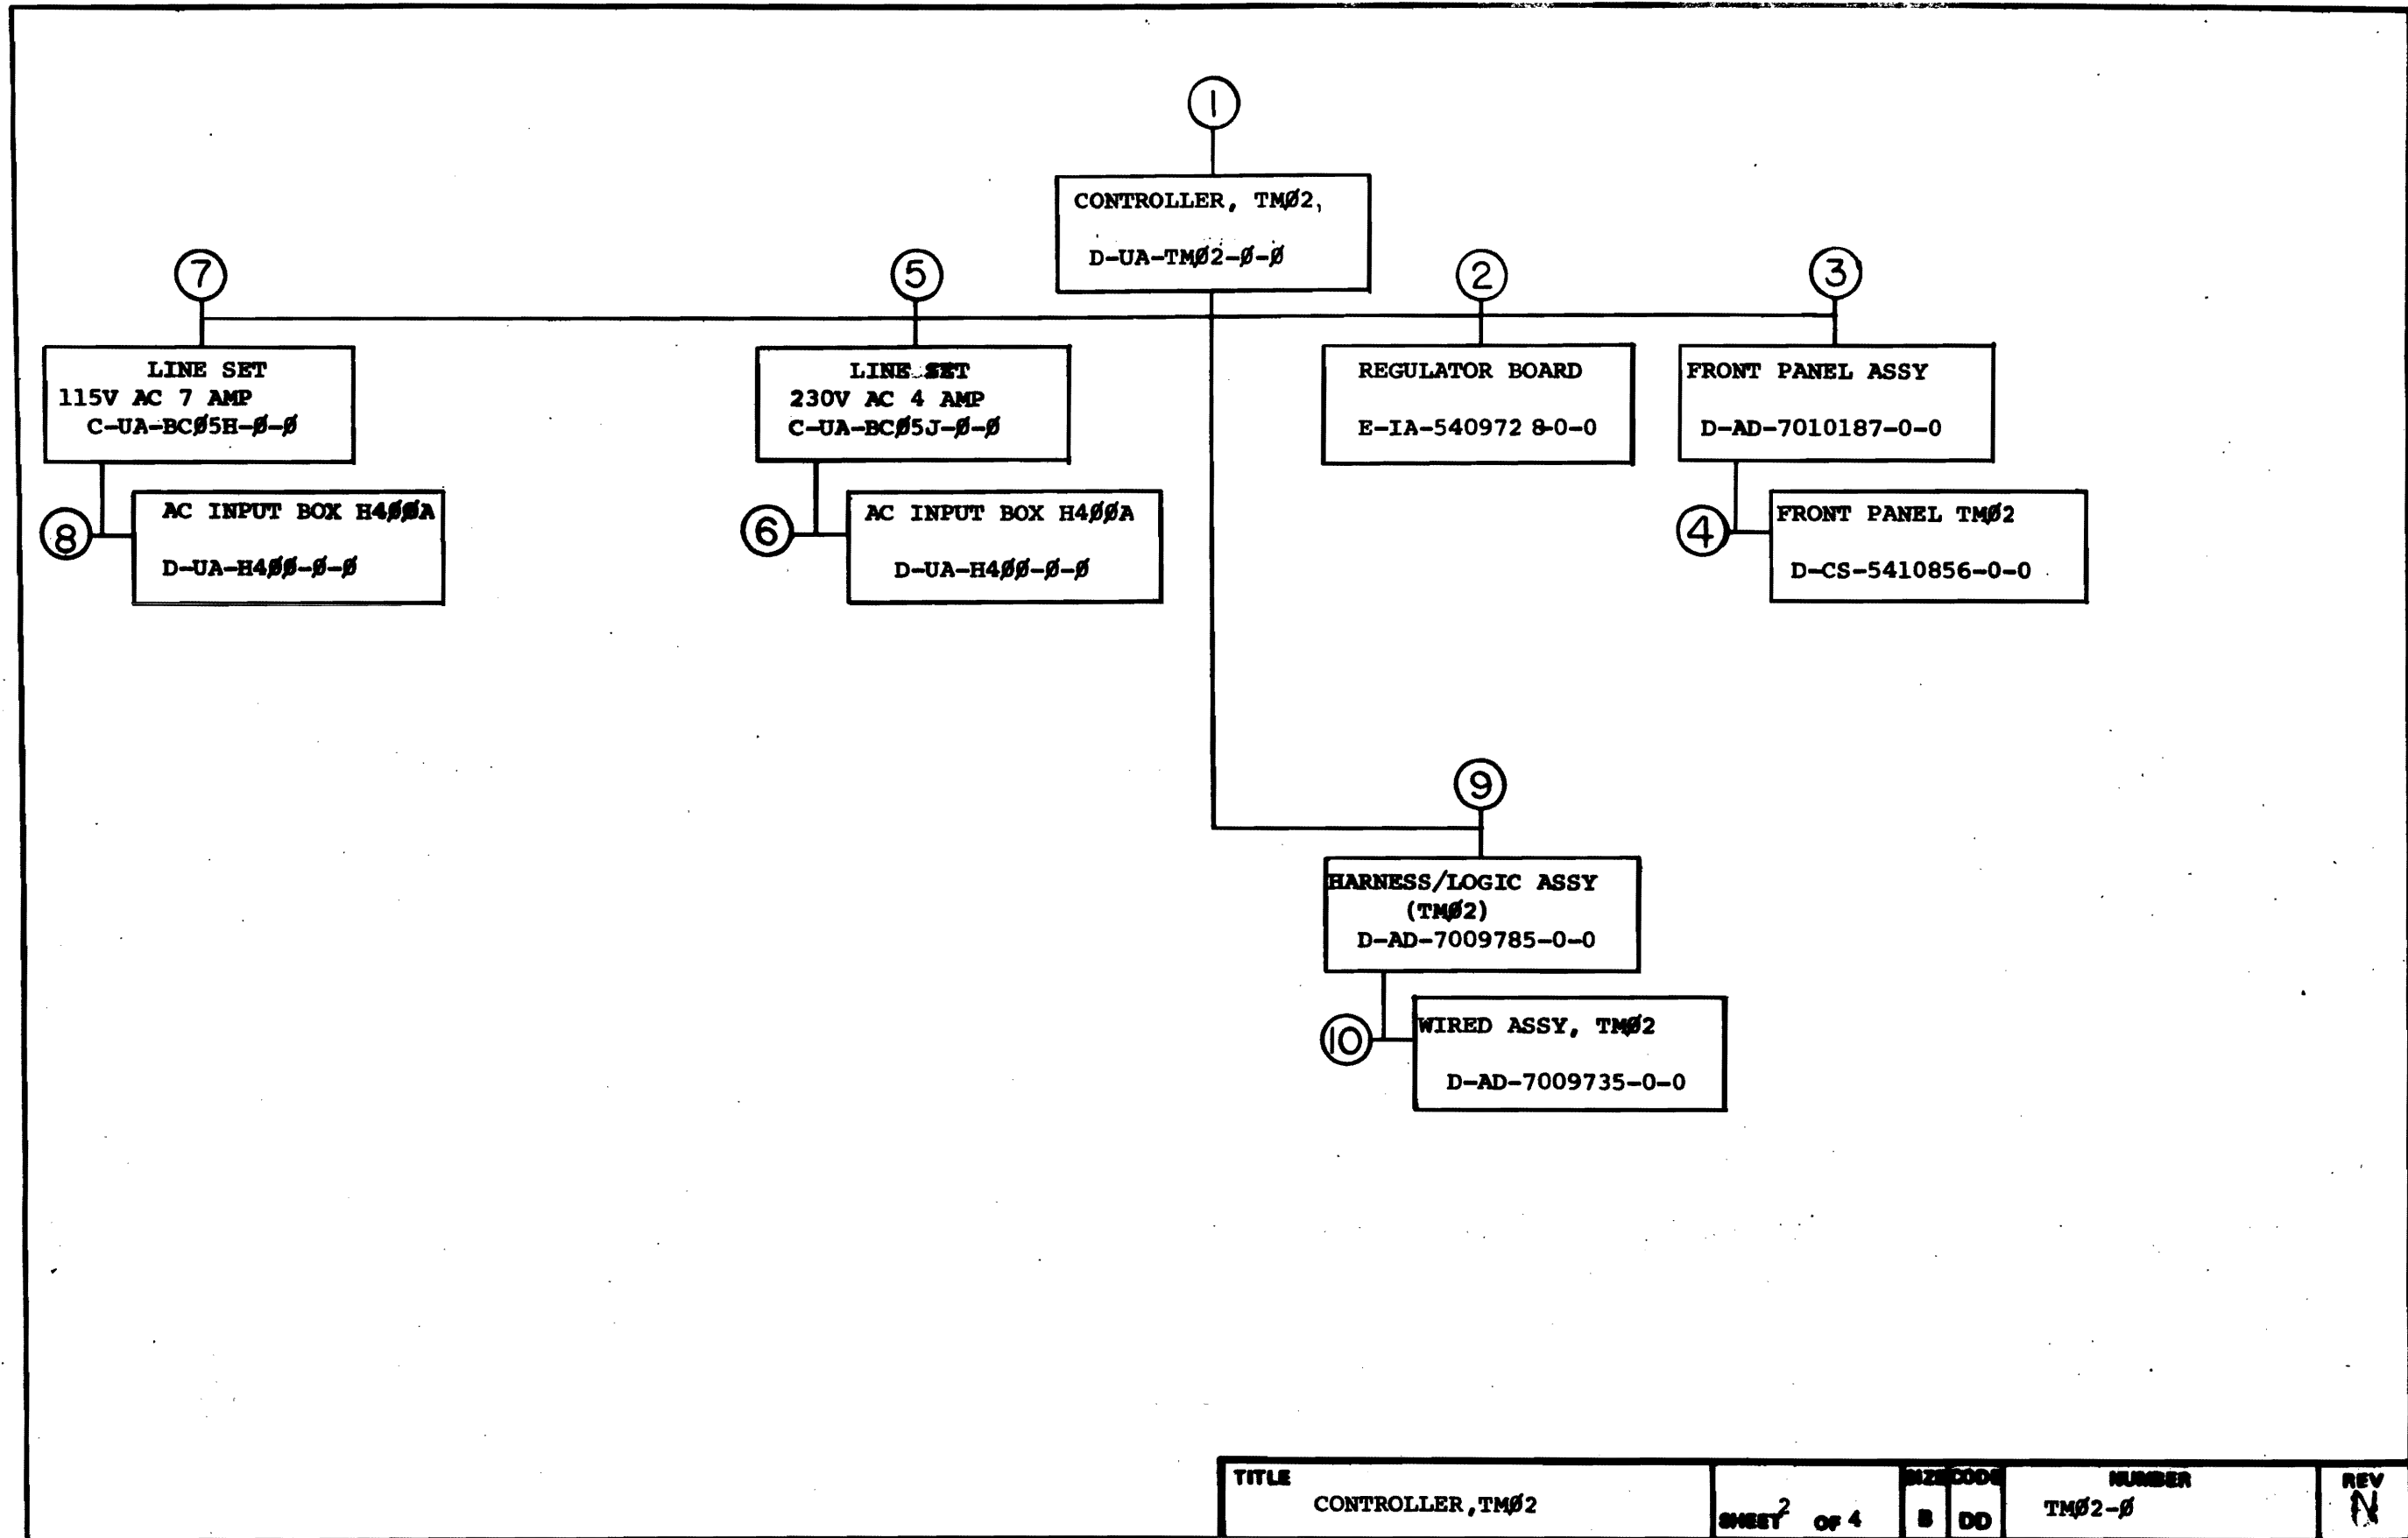 1
CONTROLLER, TMØ2,
D-UA-TMØ2-Ø-Ø
7
LINE SET
115V AC 7 AMP
C-UA-BCØ5H-Ø-Ø
8
AC INPUT BOX H4ØØA
D-UA-H4ØØ-Ø-Ø
5
LINE SET
230V AC 4 AMP
C-UA-BCØ5J-Ø-Ø
6
AC INPUT BOX H4ØØA
D-UA-H4ØØ-Ø-Ø
2
REGULATOR BOARD
E-IA-540972 8-0-0
3
FRONT PANEL ASSY
D-AD-7010187-0-0
4
FRONT PANEL TMØ2
D-CS-5410856-0-0
9
HARNESS/LOGIC ASSY
(TMØ2)
D-AD-7009785-0-0
10
WIRED ASSY, TMØ2
D-AD-7009735-0-0
TITLE
CONTROLLER,TMØ2
SHEET 2 OF 4
SIZE
B
CODE
DD
NUMBER
TMØ2-Ø
REV
N